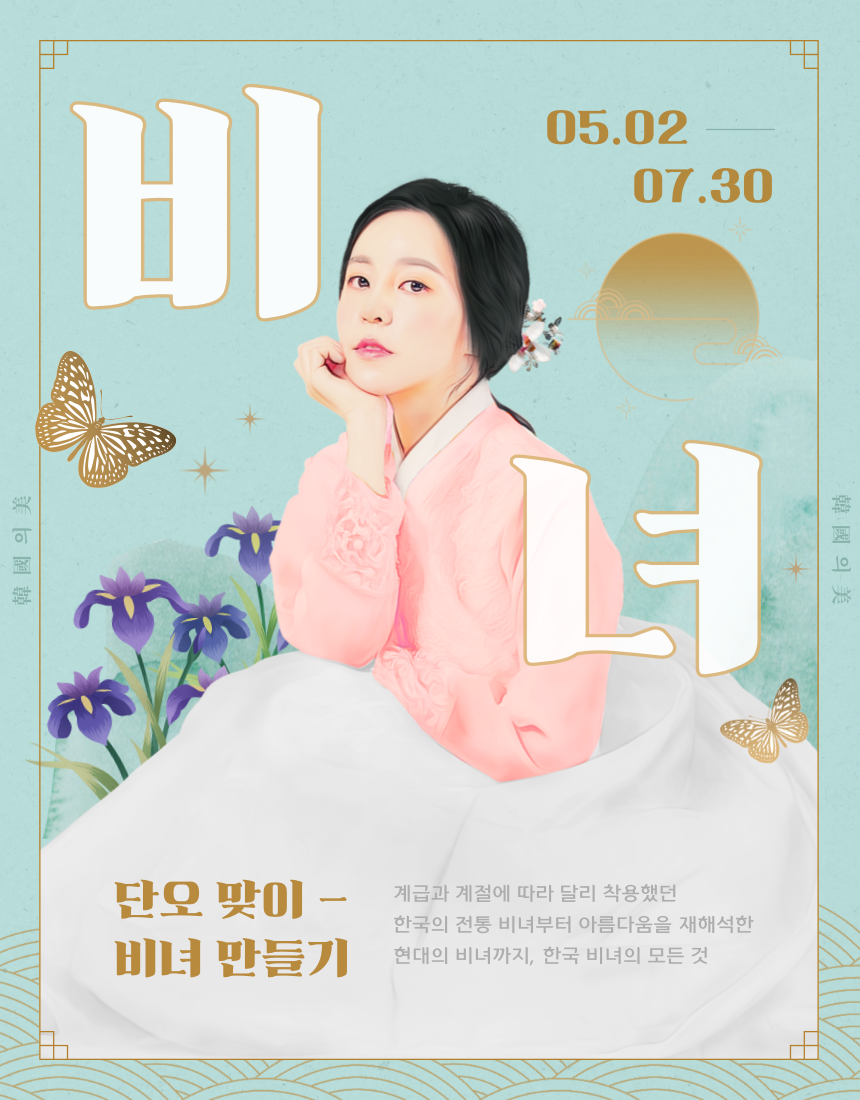 비녀
05.02
07.30
韓國의美
韓國의美
단오 맞이 –
비녀 만들기
계급과 계절에 따라 달리 착용했던
한국의 전통 비녀부터 아름다움을 재해석한
현대의 비녀까지, 한국 비녀의 모든 것